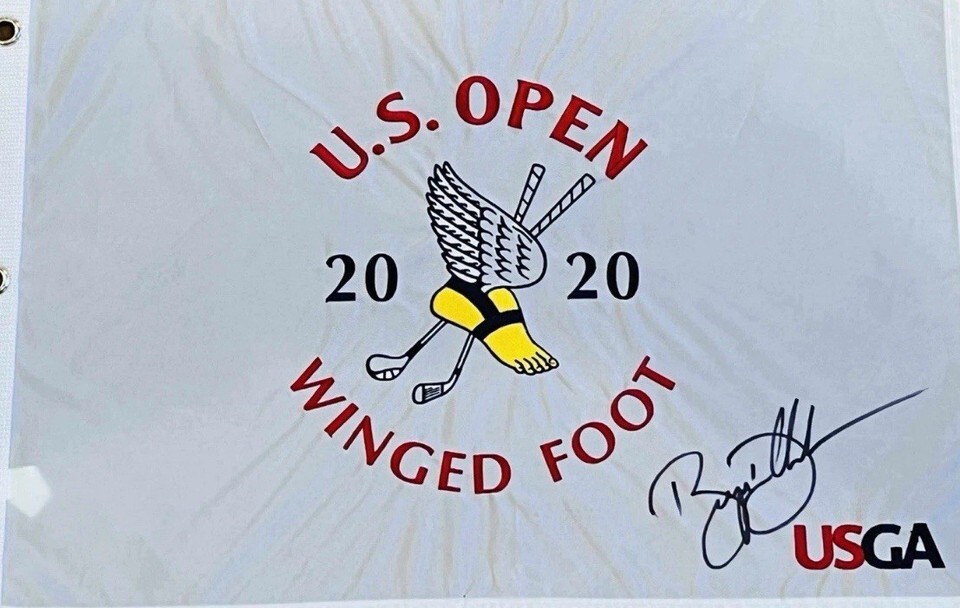 U.S. OPEN
20 20
WINGED FOOT
USGA